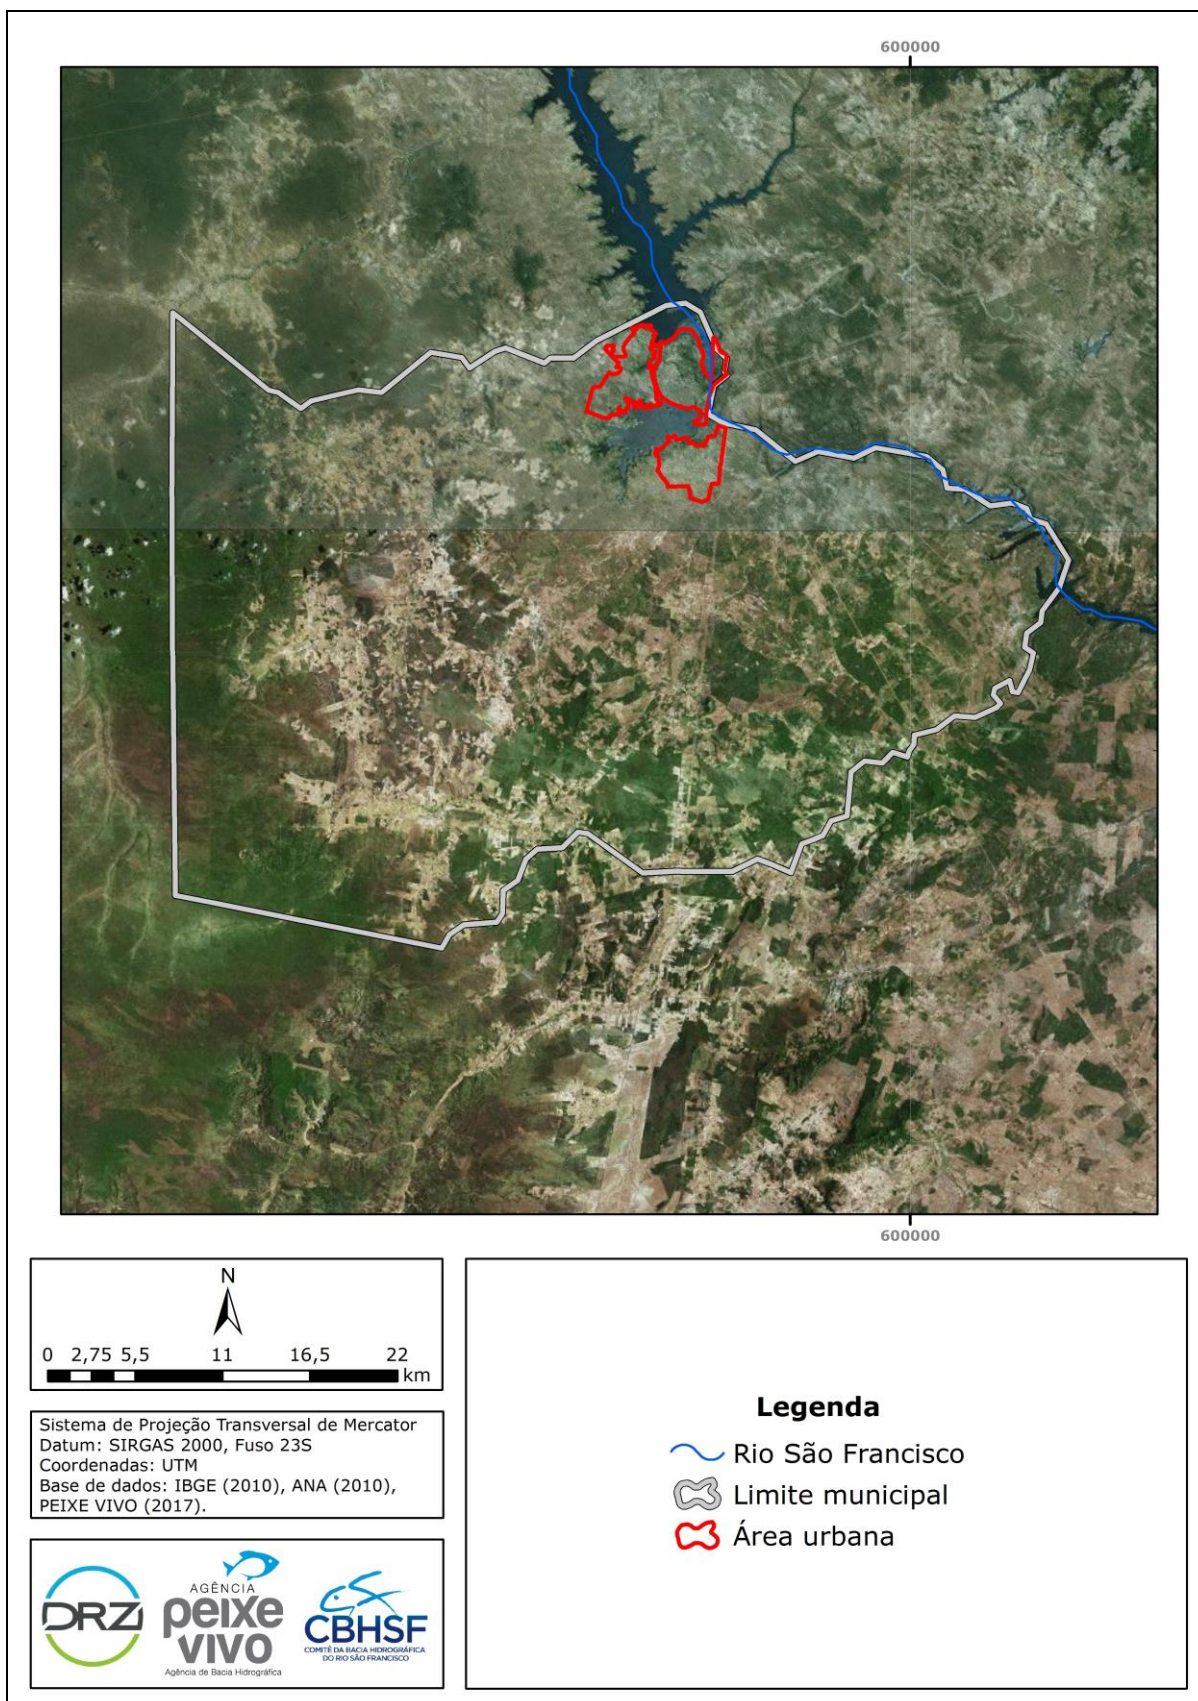 600000
600000
N
0 2,75 5,5 11 16,5 22
km
Sistema de Projeção Transversal de Mercator
Datum: SIRGAS 2000, Fuso 23S
Coordenadas: UTM
Base de dados: IBGE (2010), ANA (2010),
PEIXE VIVO (2017).
DRZ
AGÊNCIA
peixe
vivo
Agência de Bacia Hidrográfica
CBHSF
COMITÊ DA BACIA HIDROGRÁFICA
DO RIO SÃO FRANCISCO
Legenda
Rio São Francisco
Limite municipal
Área urbana